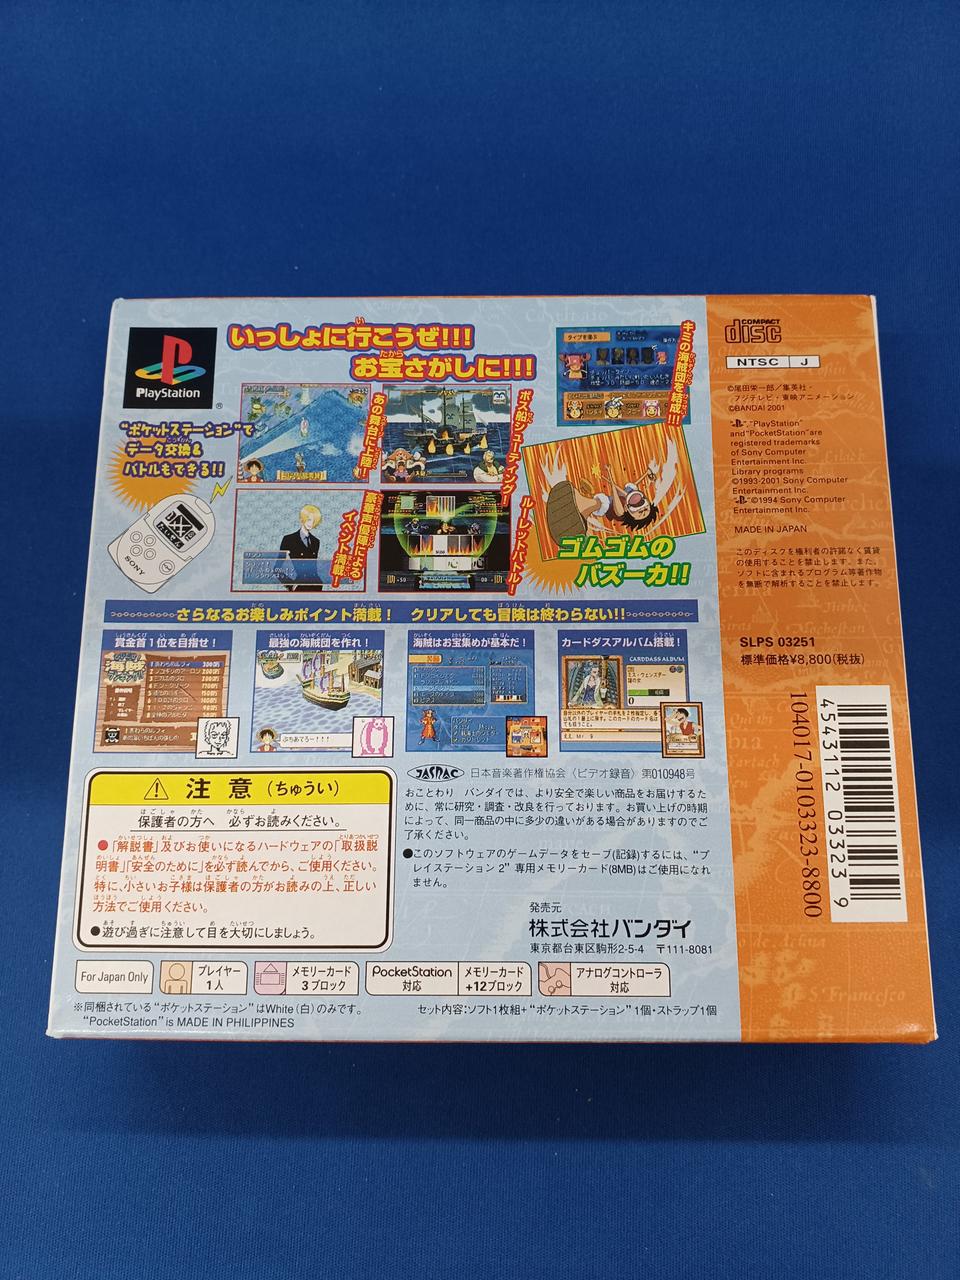 いっしょに行こうぜ!!!
お宝さがしに!!!
PlayStation
"ポケットステーション"で
データ交換&
バトルもできる!!
SONY
あの舞台に上陸!
ボス船シューティング!
キミの海賊団を結成!!
豪華声優陣による
イベント満載!
ルーレットバトル!
ゴムゴムの
バズーカ!!
さらなるお楽しみポイント満載! クリアしても冒険は終わらない!!
賞金首1位を目指せ!
最強の海賊団を作れ!
海賊はお宝集めが基本だ!
カードダスアルバム搭載!
CARDDASS ALBUM
注意(ちゅうい)
保護者の方へ 必ずお読みください。
●「解説書」及びお使いになるハードウェアの「取扱説
明書」「安全のために」を必ず読んでから、ご使用ください。
特に、小さいお子様は保護者の方がお読みの上、正しい
方法でご使用ください。
●遊び過ぎに注意して目を大切にしましょう。
JASRAC 日本音楽著作権協会(ビデオ録音)第010948号
おことわり バンダイでは、より安全で楽しい商品をお届けするた
めに、常に研究・調査・改良を行っております。お買い上げの時期
によって、同一商品の中に多少の違いがある場合がありますのでご
了承ください。
●このソフトウェアのゲームデータをセーブ(記録)するには、"プ
レイステーション 2" 専用メモリーカード(8MB)はご使用になれ
ません。
発売元
株式会社バンダイ
東京都台東区駒形2-5-4 〒111-8081
For Japan Only
プレイヤー
1人
メモリーカード
3ブロック
PocketStation
対応
メモリーカード
+12ブロック
アナログコントローラ
対応
※同梱されている"ポケットステーション"はWhite(白)のみです。
"PocketStation" is MADE IN PHILIPPINES
セット内容:ソフト1枚組+"ポケットステーション"1個・ストラップ1個
COMPACT
disc
NTSC J
©尾田栄一郎/集英社・
フジテレビ・東映アニメーション
©BANDAI 2001
"PlayStation"
and "PocketStation" are
registered trademarks
of Sony Computer
Entertainment Inc.
Library programs
©1993-2001 Sony Computer
Entertainment Inc.
©1994 Sony Computer
Entertainment Inc.
MADE IN JAPAN
このディスクを権利者の許諾なく賃貸
の使用することを禁止します。また、
ソフトに含まれるプログラム等著作物
を無断で解析することを禁止します。
SLPS 03251
標準価格¥8,800(税抜)
104017-0103323-8800
4543112 03323 9